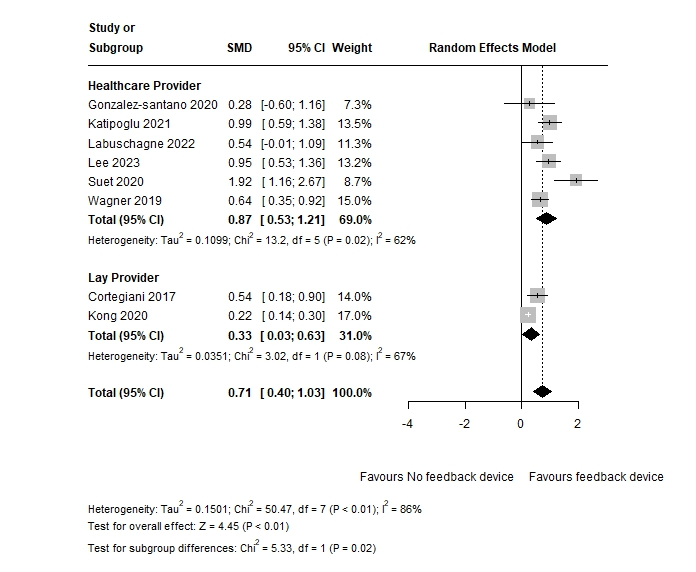 Study or
Subgroup SMD 95% CI Weight Random Effects Model
Healthcare Provider
Gonzalez-santano 2020 0.28 [-0.60; 1.16] 7.3%
Katipoglu 2021 0.99 [ 0.59; 1.38] 13.5%
Labuschagne 2022 0.54 [-0.01; 1.09] 11.3%
Lee 2023 0.95 [ 0.53; 1.36] 13.2%
Suet 2020 1.92 [ 1.16; 2.67] 8.7%
Wagner 2019 0.64 [ 0.35; 0.92] 15.0%
Total (95% CI) 0.87 [ 0.53; 1.21] 69.0%
Heterogeneity: Tau² = 0.1099; Chi² = 13.2, df = 5 (P = 0.02); I² = 62%
Lay Provider
Cortegiani 2017 0.54 [ 0.18; 0.90] 14.0%
Kong 2020 0.22 [ 0.14; 0.30] 17.0%
Total (95% CI) 0.33 [ 0.03; 0.63] 31.0%
Heterogeneity: Tau² = 0.0351; Chi² = 3.02, df = 1 (P = 0.08); I² = 67%
Total (95% CI) 0.71 [ 0.40; 1.03] 100.0%
-4 -2 0 2
Favours No feedback device Favours feedback device
Heterogeneity: Tau² = 0.1501; Chi² = 50.47, df = 7 (P < 0.01); I² = 86%
Test for overall effect: Z = 4.45 (P < 0.01)
Test for subgroup differences: Chi² = 5.33, df = 1 (P = 0.02)